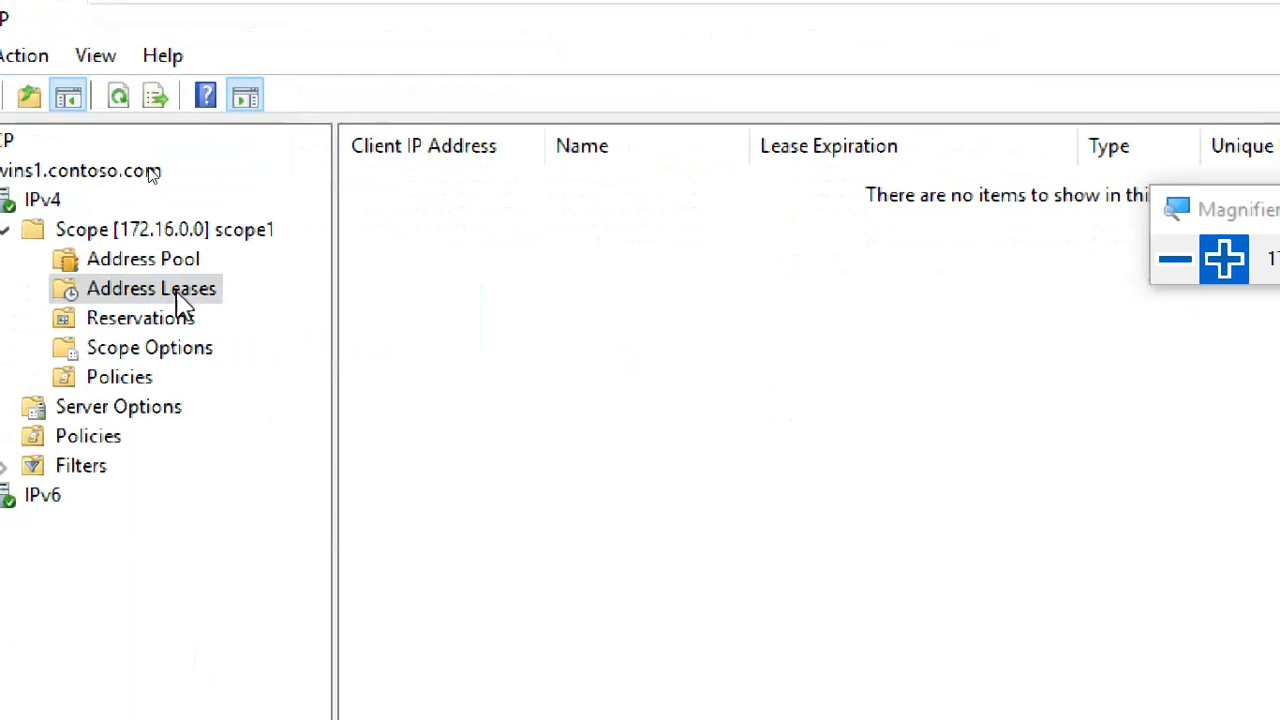 P
Action View Help
CP
wins1.contoso.com
IPv4
Scope [172.16.0.0] scope1
Address Pool
Address Leases
Reservations
Scope Options
Policies
Server Options
Policies
Filters
IPv6
Client IP Address Name Lease Expiration Type Unique
There are no items to show in thi
Magnifier